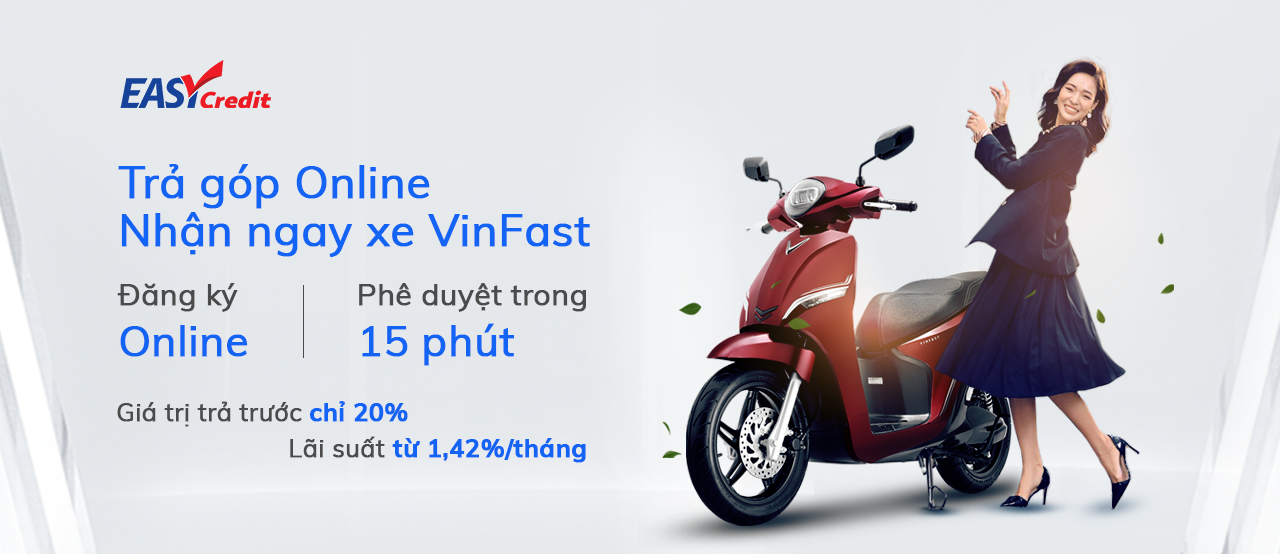 EASY Credit
Trả góp Online
Nhận ngay xe VinFast
Đăng ký
Online
Phê duyệt trong
15 phút
Giá trị trả trước chỉ 20%
Lãi suất từ 1,42%/tháng
VINFAST